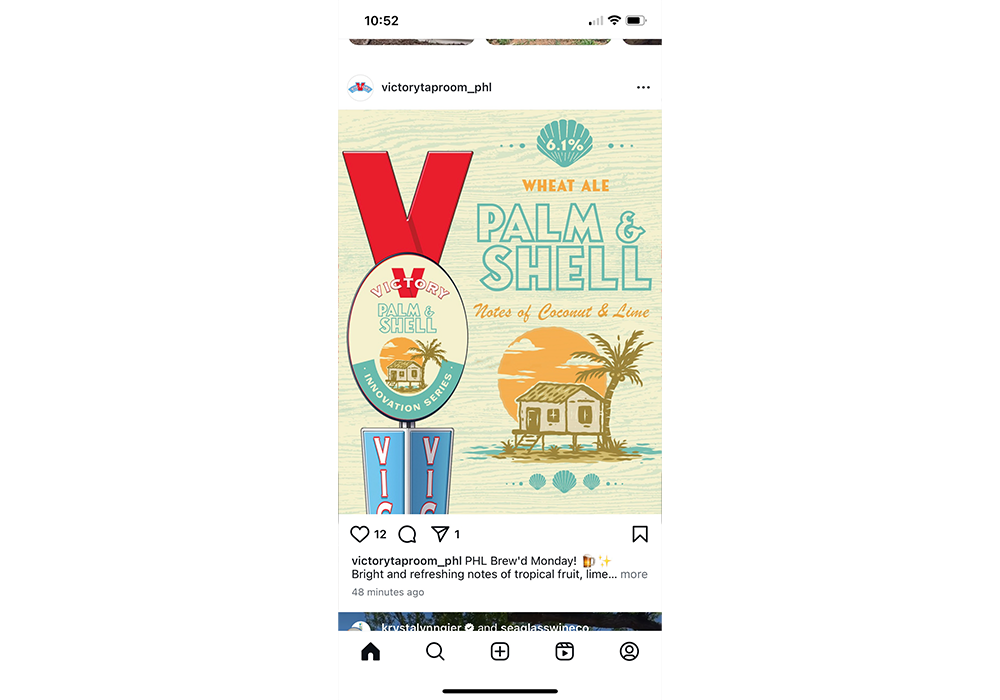 10:52
victorytaproom_phl
6.1%
WHEAT ALE
PALM &
SHELL
Notes of Coconut & Lime
VICTORY
PALM &
SHELL
· INNOVATION SERIES ·
VIC VIC
12 1
victorytaproom_phl PHL Brew'd Monday! 🍺✨
Bright and refreshing notes of tropical fruit, lime... more
48 minutes ago
krystalynngier and seaglasswineco